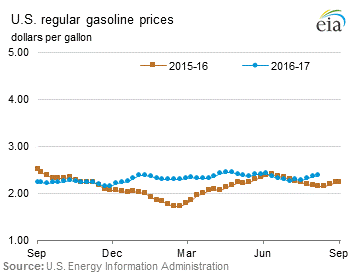 U.S. regular gasoline prices
dollars per gallon
eia
5.00
2015-16
2016-17
4.00
3.00
2.00
1.00
Sep
Dec
Mar
Jun
Sep
Source: U.S. Energy Information Administration